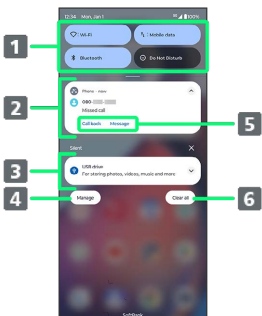 12:34 Mon, Jan 1
100%
1
Wi-Fi
Mobile data
Bluetooth
Do Not Disturb
2
Phone · now
080-
Missed call
Call back Message
5
Silent
3
USB drive
For storing photos, videos, music and more
4
Manage
Clear all
6
SoftBank